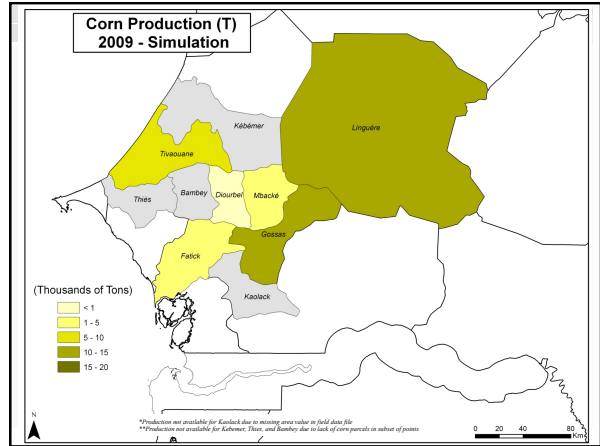 Corn Production (T)
2009 - Simulation
Kébémer
Linguère
Tivaouane
Thiès
Bambey
Diourbel
Mbacké
Gossas
Fatick
Kaolack
(Thousands of Tons)
< 1
1 - 5
5 - 10
10 - 15
15 - 20
N
*Production not available for Kaolack due to missing area value in field data file
**Production not available for Kebemer, Thies, and Bambey due to lack of corn parcels in subset of points
0 20 40 80
Km